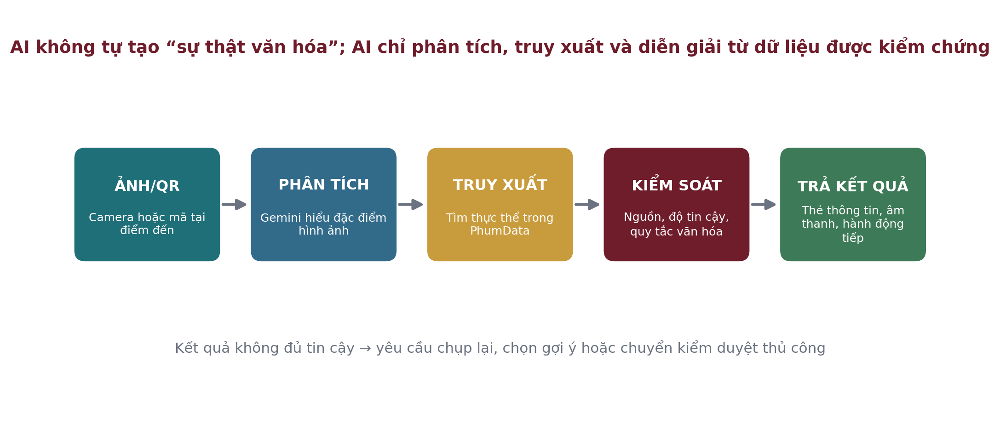 AI không tự tạo “sự thật văn hóa”; AI chỉ phân tích, truy xuất và diễn giải từ dữ liệu được kiểm chứng
ẢNH/QR
Camera hoặc mã tại
điểm đến
PHÂN TÍCH
Gemini hiểu đặc điểm
hình ảnh
TRUY XUẤT
Tìm thực thể trong
PhumData
KIỂM SOÁT
Nguồn, độ tin cậy,
quy tắc văn hóa
TRẢ KẾT QUẢ
Thẻ thông tin, âm
thanh, hành động
tiếp
Kết quả không đủ tin cậy → yêu cầu chụp lại, chọn gợi ý hoặc chuyển kiểm duyệt thủ công